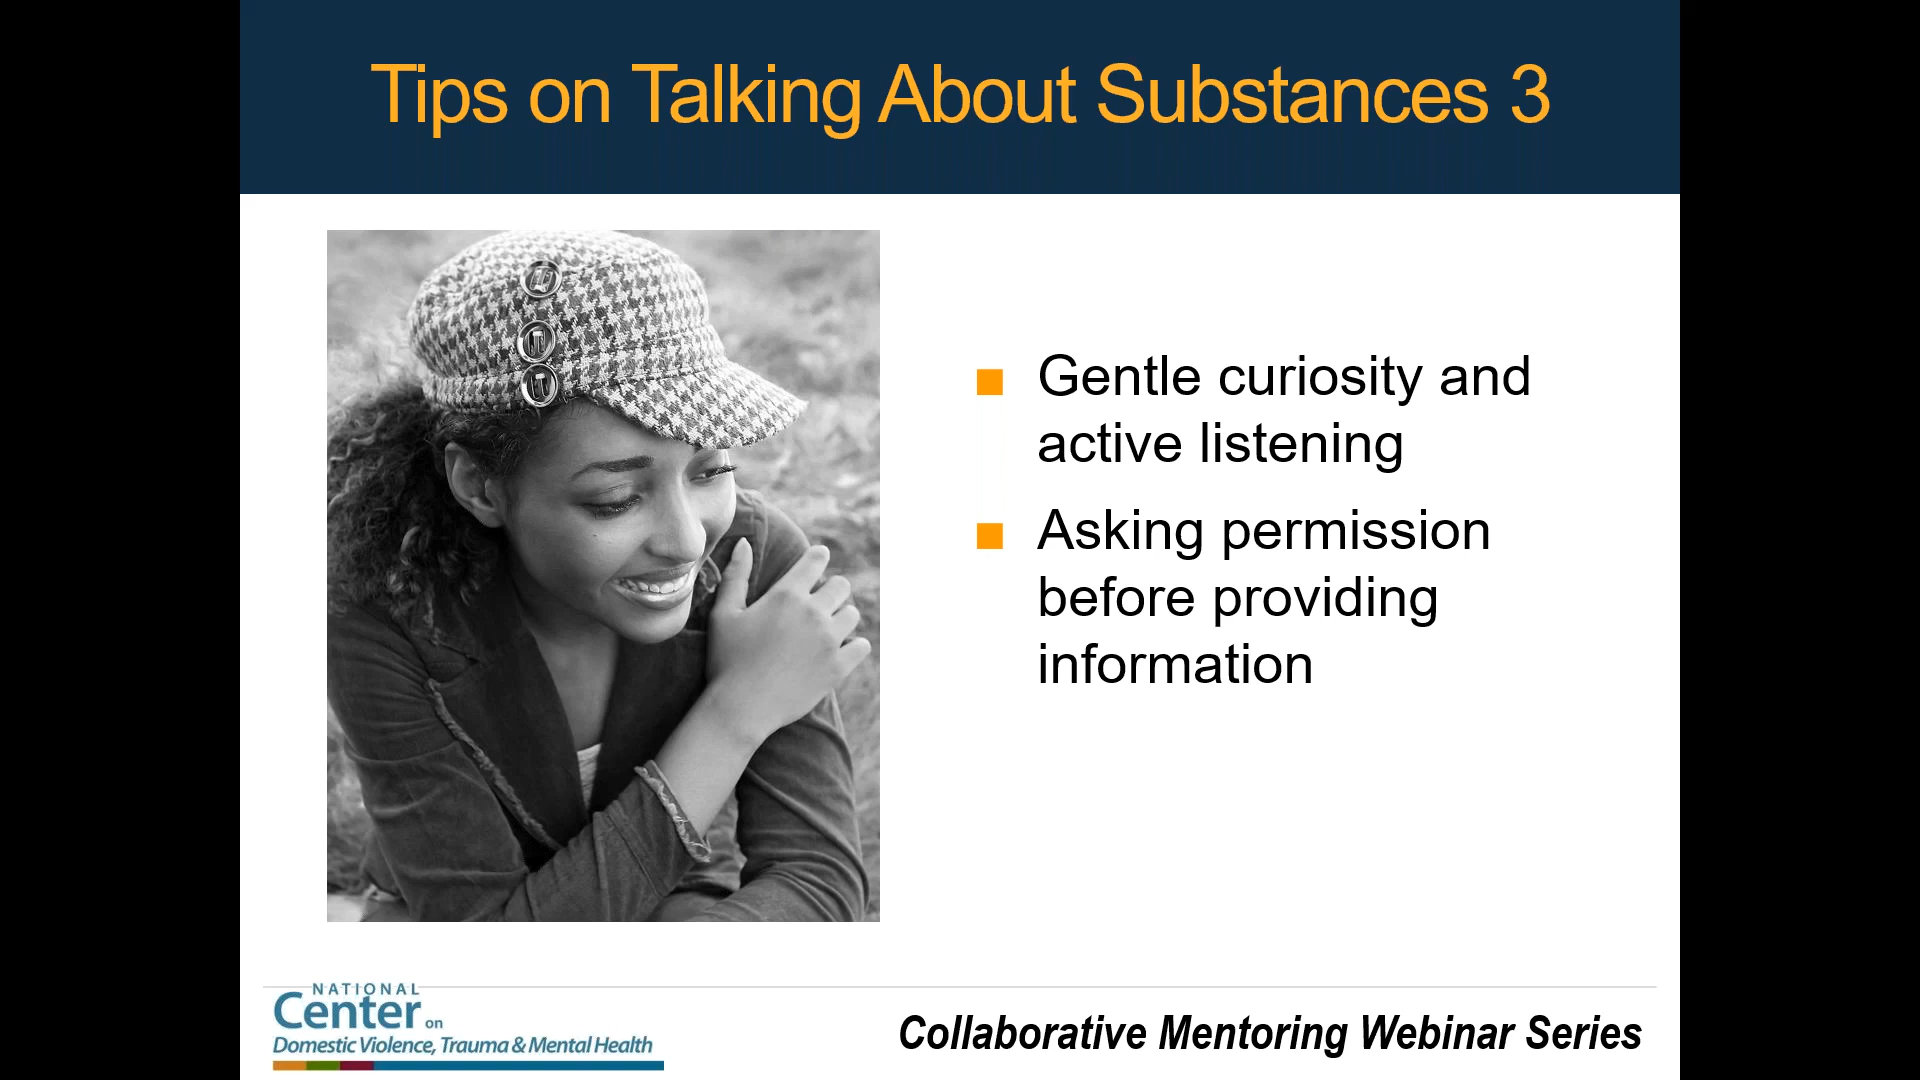 Tips on Talking About Substances 3
Gentle curiosity and
active listening
Asking permission
before providing
information
NATIONAL
Center on
Domestic Violence, Trauma & Mental Health
Collaborative Mentoring Webinar Series